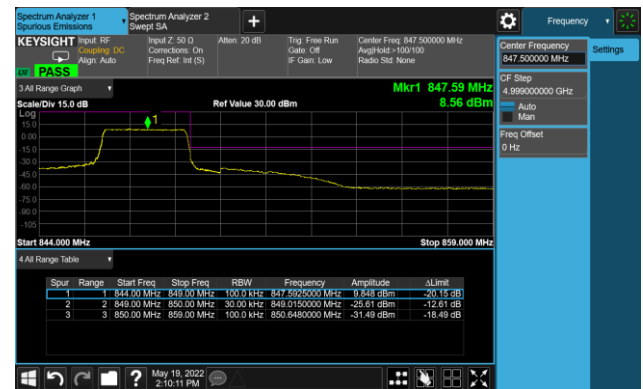 Spectrum Analyzer 1
Spurious Emissions
Spectrum Analyzer 2
Swept SA
Frequency
KEYSIGHT
Input: RF
Coupling: DC
Align: Auto
Input Z: 50 Ω
Corrections: On
Freq Ref: Int (S)
Atten: 20 dB
Trig: Free Run
Gate: Off
IF Gain: Low
Center Freq: 847.500000 MHz
Avg|Hold:>100/100
Radio Std: None
PASS
Center Frequency
847.500000 MHz
Settings
CF Step
4.999000000 GHz
Auto
Man
Freq Offset
0 Hz
3 All Range Graph
Mkr1 847.59 MHz
Scale/Div 15.0 dB
Ref Value 30.00 dBm
8.56 dBm
Log
15.0
0.00
-15.0
-30.0
-45.0
-60.0
-75.0
-90.0
-105
1
Start 844.000 MHz
Stop 859.000 MHz
4 All Range Table
Spur Range Start Freq Stop Freq RBW Frequency Amplitude ΔLimit
1 1 844.00 MHz 849.00 MHz 100.0 kHz 847.5925000 MHz 9.848 dBm -20.15 dB
2 2 849.00 MHz 850.00 MHz 30.00 kHz 849.0150000 MHz -25.61 dBm -12.61 dB
3 3 850.00 MHz 859.00 MHz 100.0 kHz 850.6480000 MHz -31.49 dBm -18.49 dB
May 19, 2022
2:10:11 PM